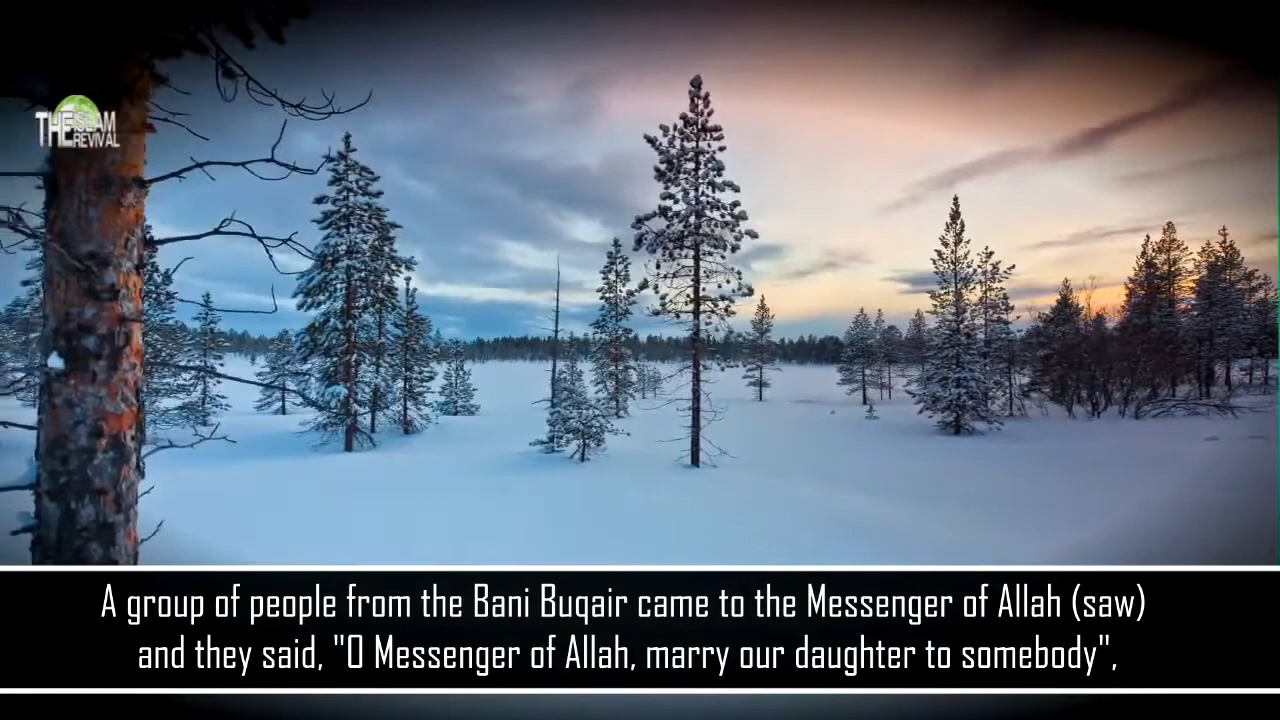 THE ISLAM
REVIVAL
A group of people from the Bani Buqair came to the Messenger of Allah (saw)
and they said, "O Messenger of Allah, marry our daughter to somebody",